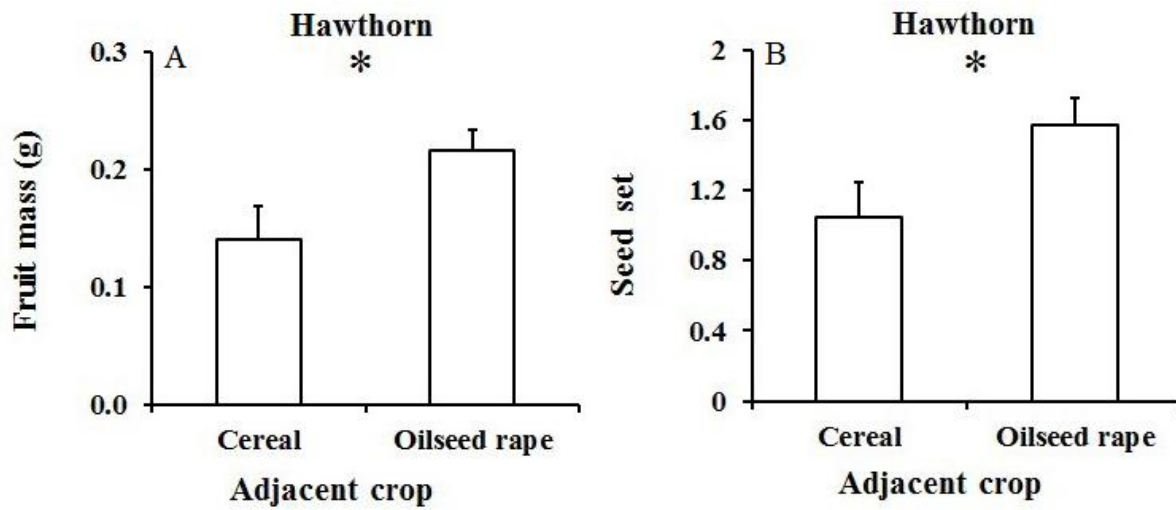 Hawthorn
A
*
0.3
0.2
0.1
0.0
Fruit mass (g)
Cereal Oilseed rape
Adjacent crop
Hawthorn
B
*
2
1.6
1.2
0.8
0.4
0
Seed set
Cereal Oilseed rape
Adjacent crop